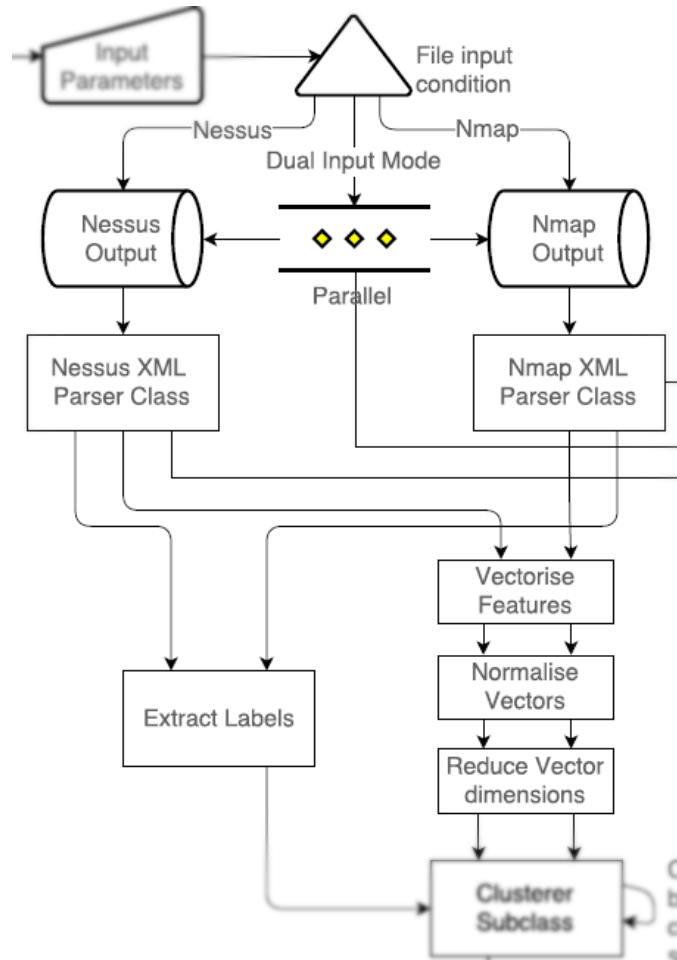 Input
Parameters
File input
condition
Nessus
Nmap
Dual Input Mode
Nessus
Output
Nmap
Output
Parallel
Nessus XML
Parser Class
Nmap XML
Parser Class
Vectorise
Features
Normalise
Vectors
Extract Labels
Reduce Vector
dimensions
Clusterer
Subclass